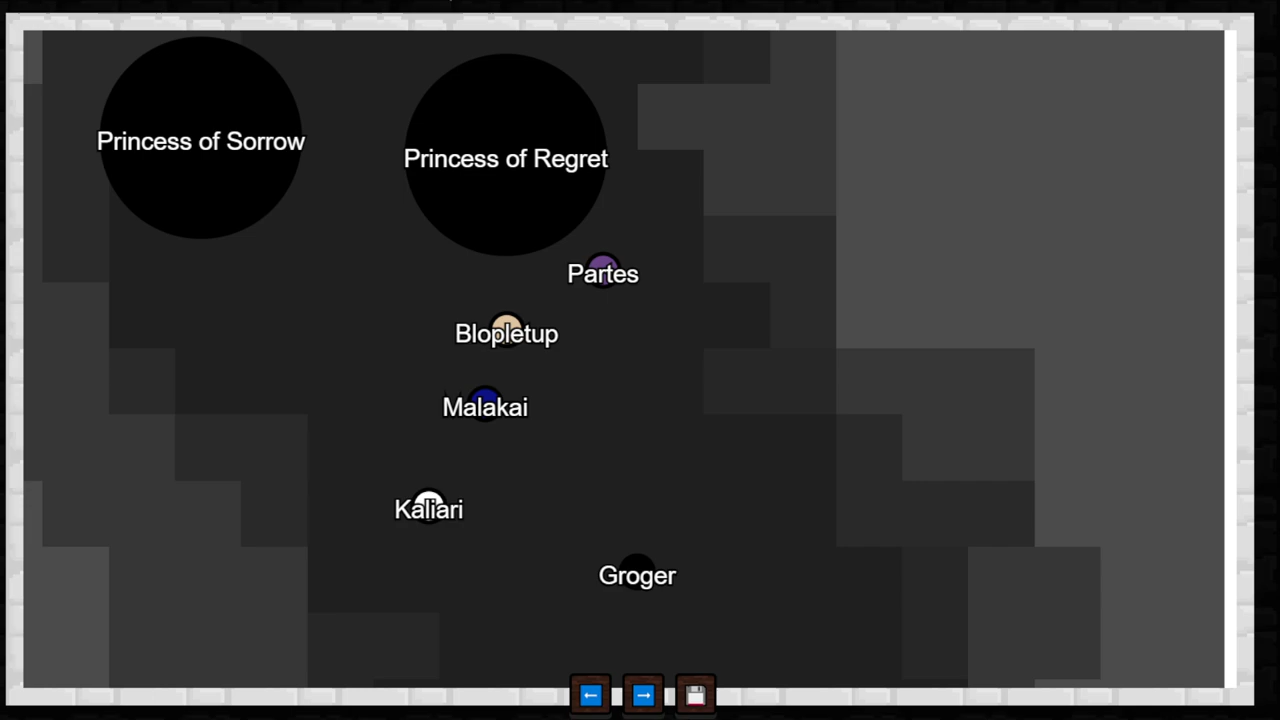 Princess of Sorrow
Princess of Regret
Partes
Blopletup
Malakai
Kaliari
Groger